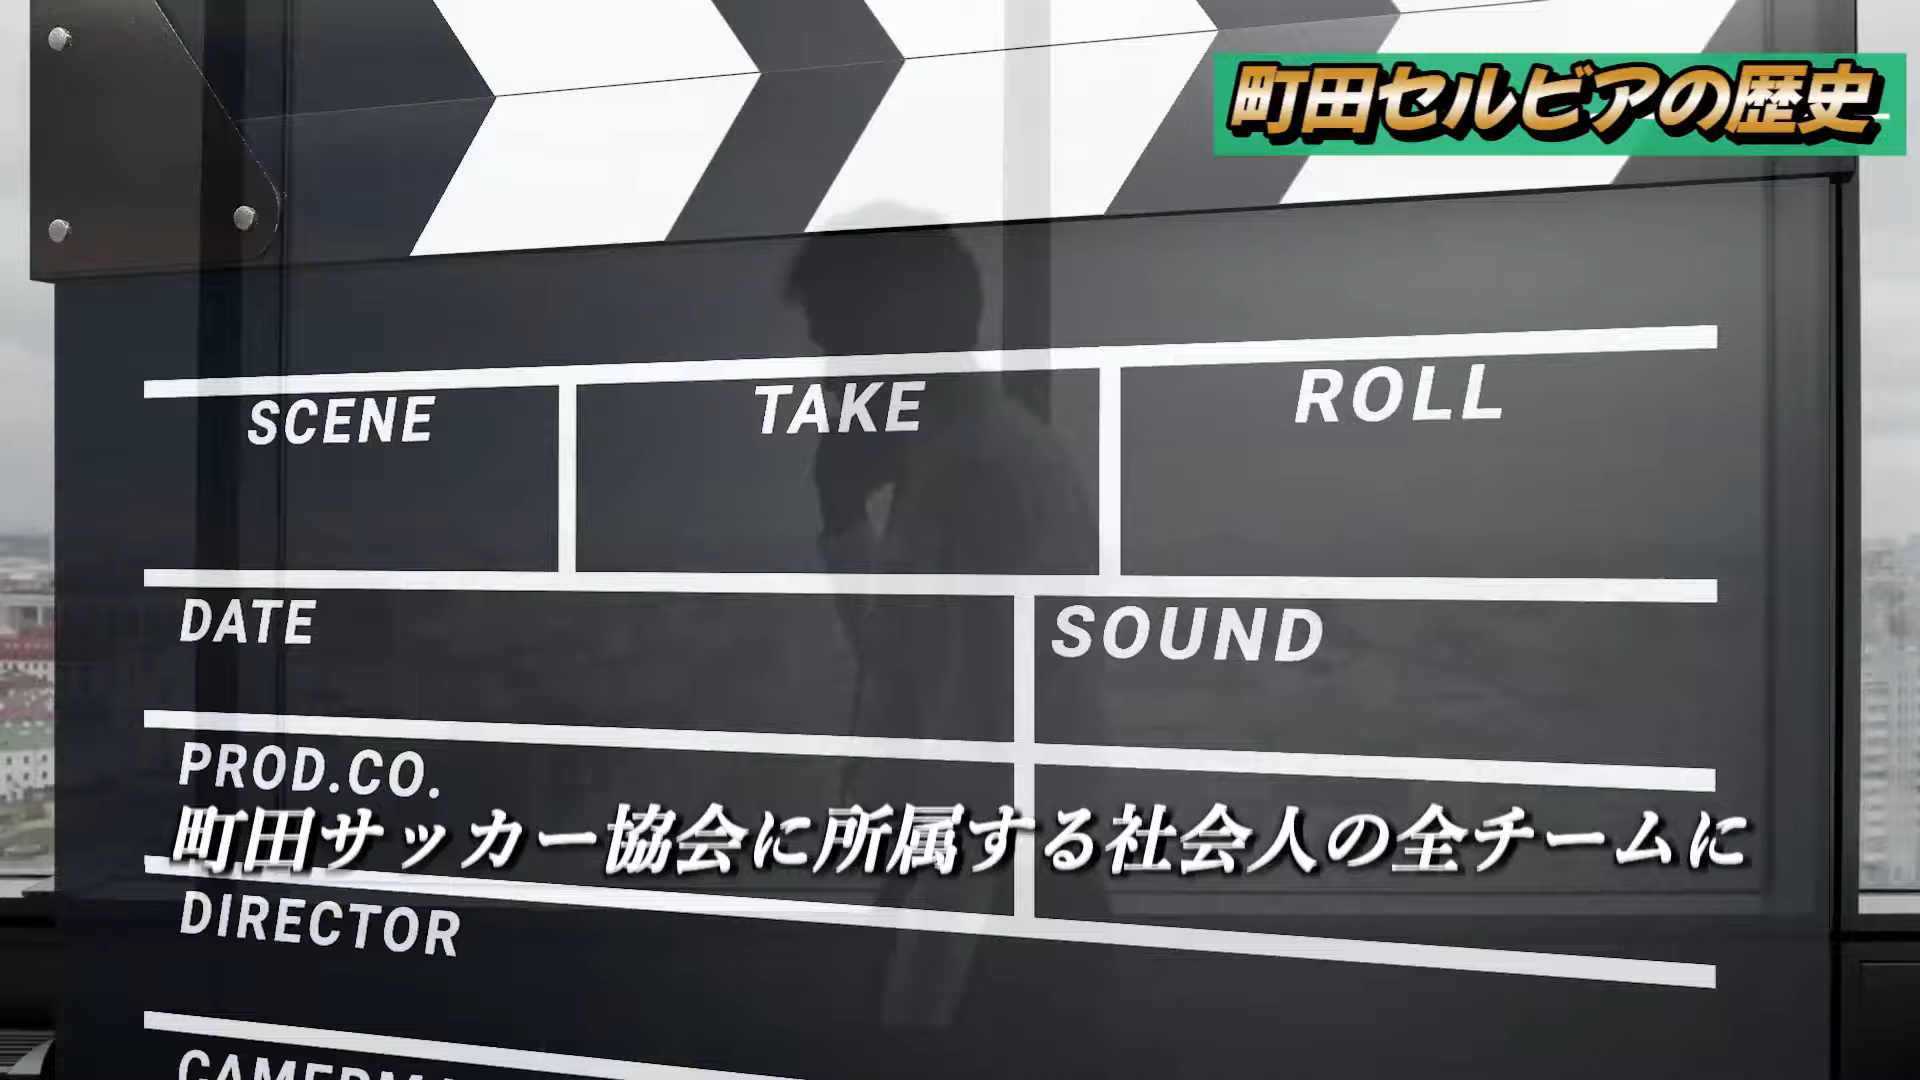 町田セルビアの歴史
SCENE TAKE ROLL
DATE SOUND
PROD.CO.
町田サッカー協会に所属する社会人の全チームに
DIRECTOR